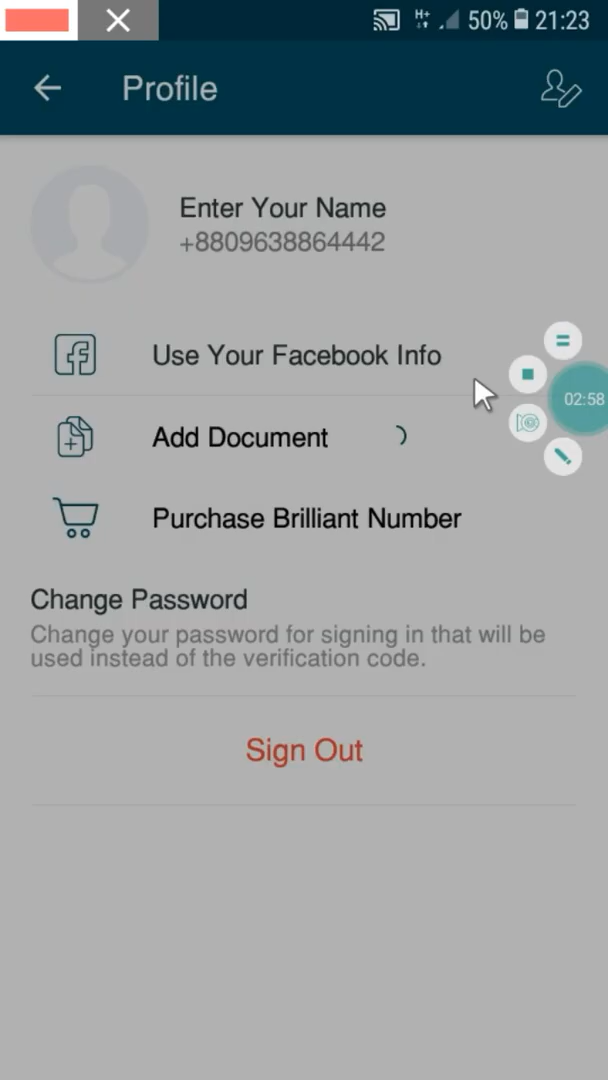 50% 21:23
Profile
Enter Your Name
+8809638864442
Use Your Facebook Info
02:58
Add Document
Purchase Brilliant Number
Change Password
Change your password for signing in that will be
used instead of the verification code.
Sign Out